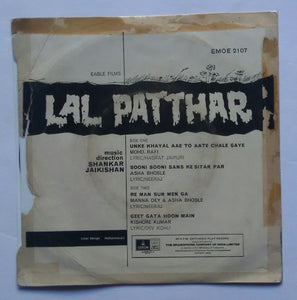 EMOE 2107
EAGLE FILMS
LAL PATTHAR
music
direction
SHANKAR
JAIKISHAN
SIDE ONE
UNKE KHAYAL AAE TO AATE CHALE GAYE
MOHD. RAFI
LYRIC/HASRAT JAIPURI
SOONI SOONI SANS KE SITAR PAR
ASHA BHOSLE
LYRIC/NEERAJ
SIDE TWO
RE MAN SUR MEN GA
MANNA DEY & ASHA BHOSLE
LYRIC/NEERAJ
GEET GATA HOON MAIN
KISHORE KUMAR
LYRIC/DEV KOHLI
THE GRAMOPHONE COMPANY OF INDIA LIMITED